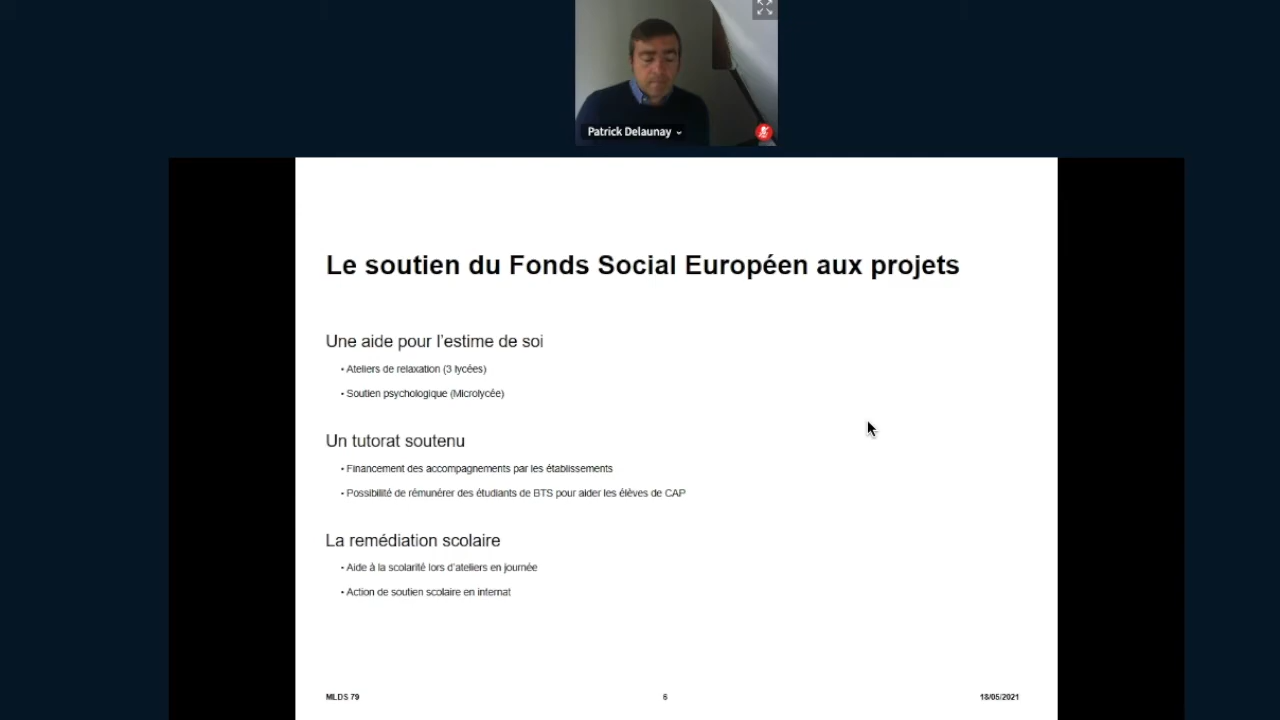 Patrick Delaunay
Le soutien du Fonds Social Européen aux projets
Une aide pour l'estime de soi
• Ateliers de relaxation (3 lycées)
• Soutien psychologique (Microlycée)
Un tutorat soutenu
• Financement des accompagnements par les établissements
• Possibilité de rémunérer des étudiants de BTS pour aider les élèves de CAP
La remédiation scolaire
• Aide à la scolarité lors d'ateliers en journée
• Action de soutien scolaire en internat
MLDS 79 6 18/05/2021